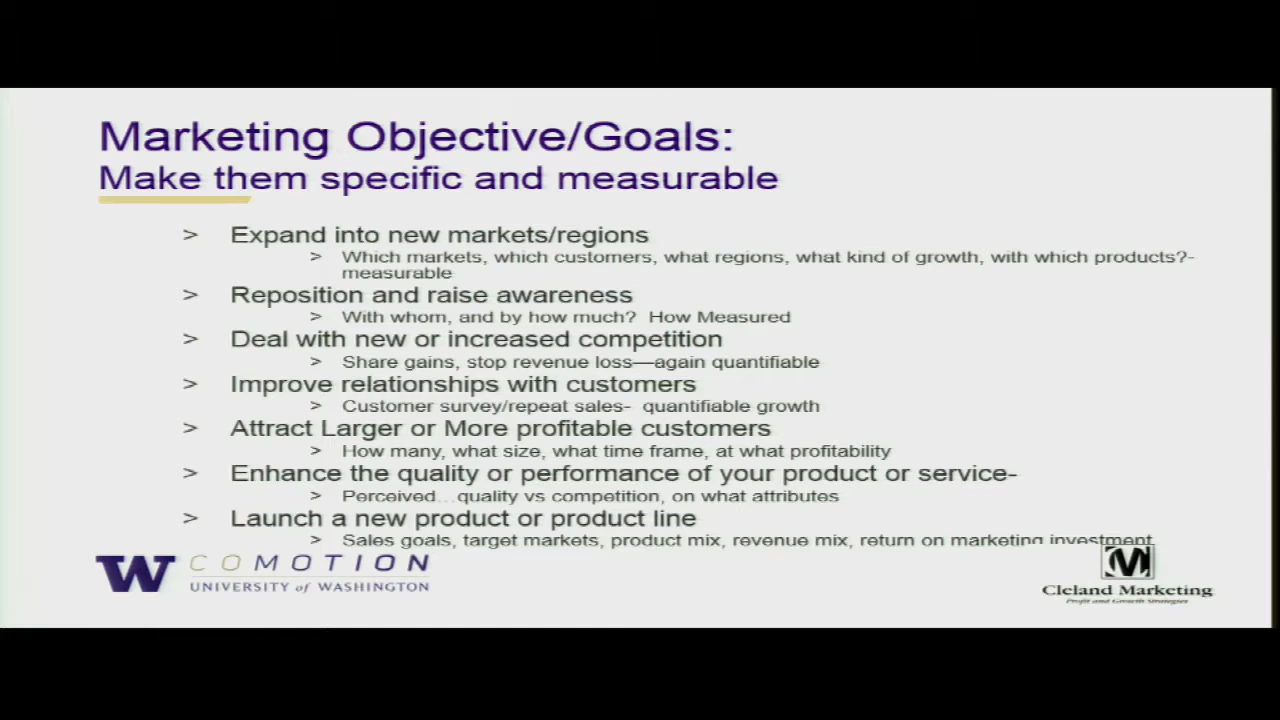 Marketing Objective/Goals:
Make them specific and measurable
> Expand into new markets/regions
> Which markets, which customers, what regions, what kind of growth, with which products?-
measurable
> Reposition and raise awareness
> With whom, and by how much? How Measured
> Deal with new or increased competition
> Share gains, stop revenue loss—again quantifiable
> Improve relationships with customers
> Customer survey/repeat sales- quantifiable growth
> Attract Larger or More profitable customers
> How many, what size, what time frame, at what profitability
> Enhance the quality or performance of your product or service-
> Perceived…quality vs competition, on what attributes
> Launch a new product or product line
> Sales goals, target markets, product mix, revenue mix, return on marketing investment
W COMOTION
UNIVERSITY of WASHINGTON
CM
Cleland Marketing
Profit and Growth Strategies